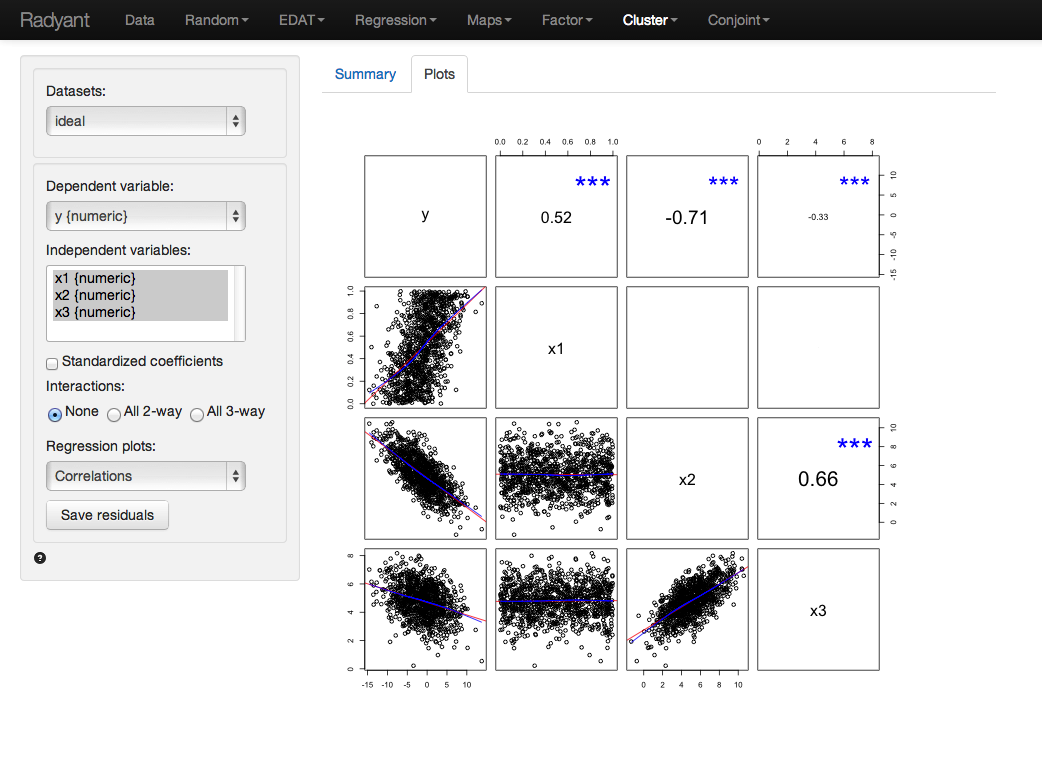 Radyant Data Random EDAT Regression Maps Factor Cluster Conjoint
Datasets:
ideal
Dependent variable:
y {numeric}
Independent variables:
x1 {numeric}
x2 {numeric}
x3 {numeric}
Standardized coefficients
Interactions:
None All 2-way All 3-way
Regression plots:
Correlations
Save residuals
?
Summary Plots
0.0 0.2 0.4 0.6 0.8 1.0 0 2 4 6 8
y
***
0.52
***
-0.71
***
-0.33
10
5
0
-5
-10
-15
1.0
0.8
0.6
0.4
0.2
0.0
x1
x2
***
0.66
10
8
6
4
2
0
8
6
4
2
0
x3
-15 -10 -5 0 5 10 0 2 4 6 8 10